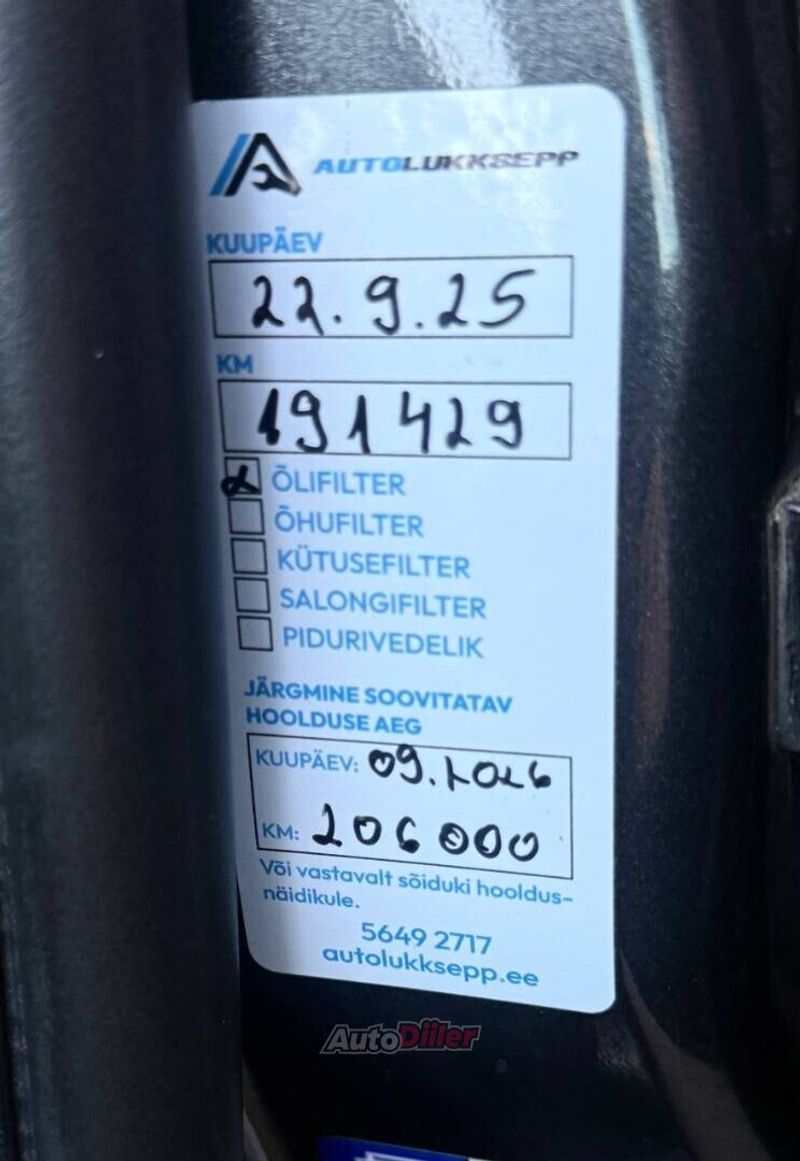 AUTOLUKKSEPP
KUUPÄEV
22.9.25
KM
191429
ÕLIFILTER
ÕHUFILTER
KÜTUSEFILTER
SALONGIFILTER
PIDURIVEDELIK
JÄRGMINE SOOVITATAV
HOOLDUSE AEG
KUUPÄEV: 09.2026
KM: 206000
Või vastavalt sõiduki hooldus-
näidikule.
5649 2717
autolukksepp.ee
AutoDiiler